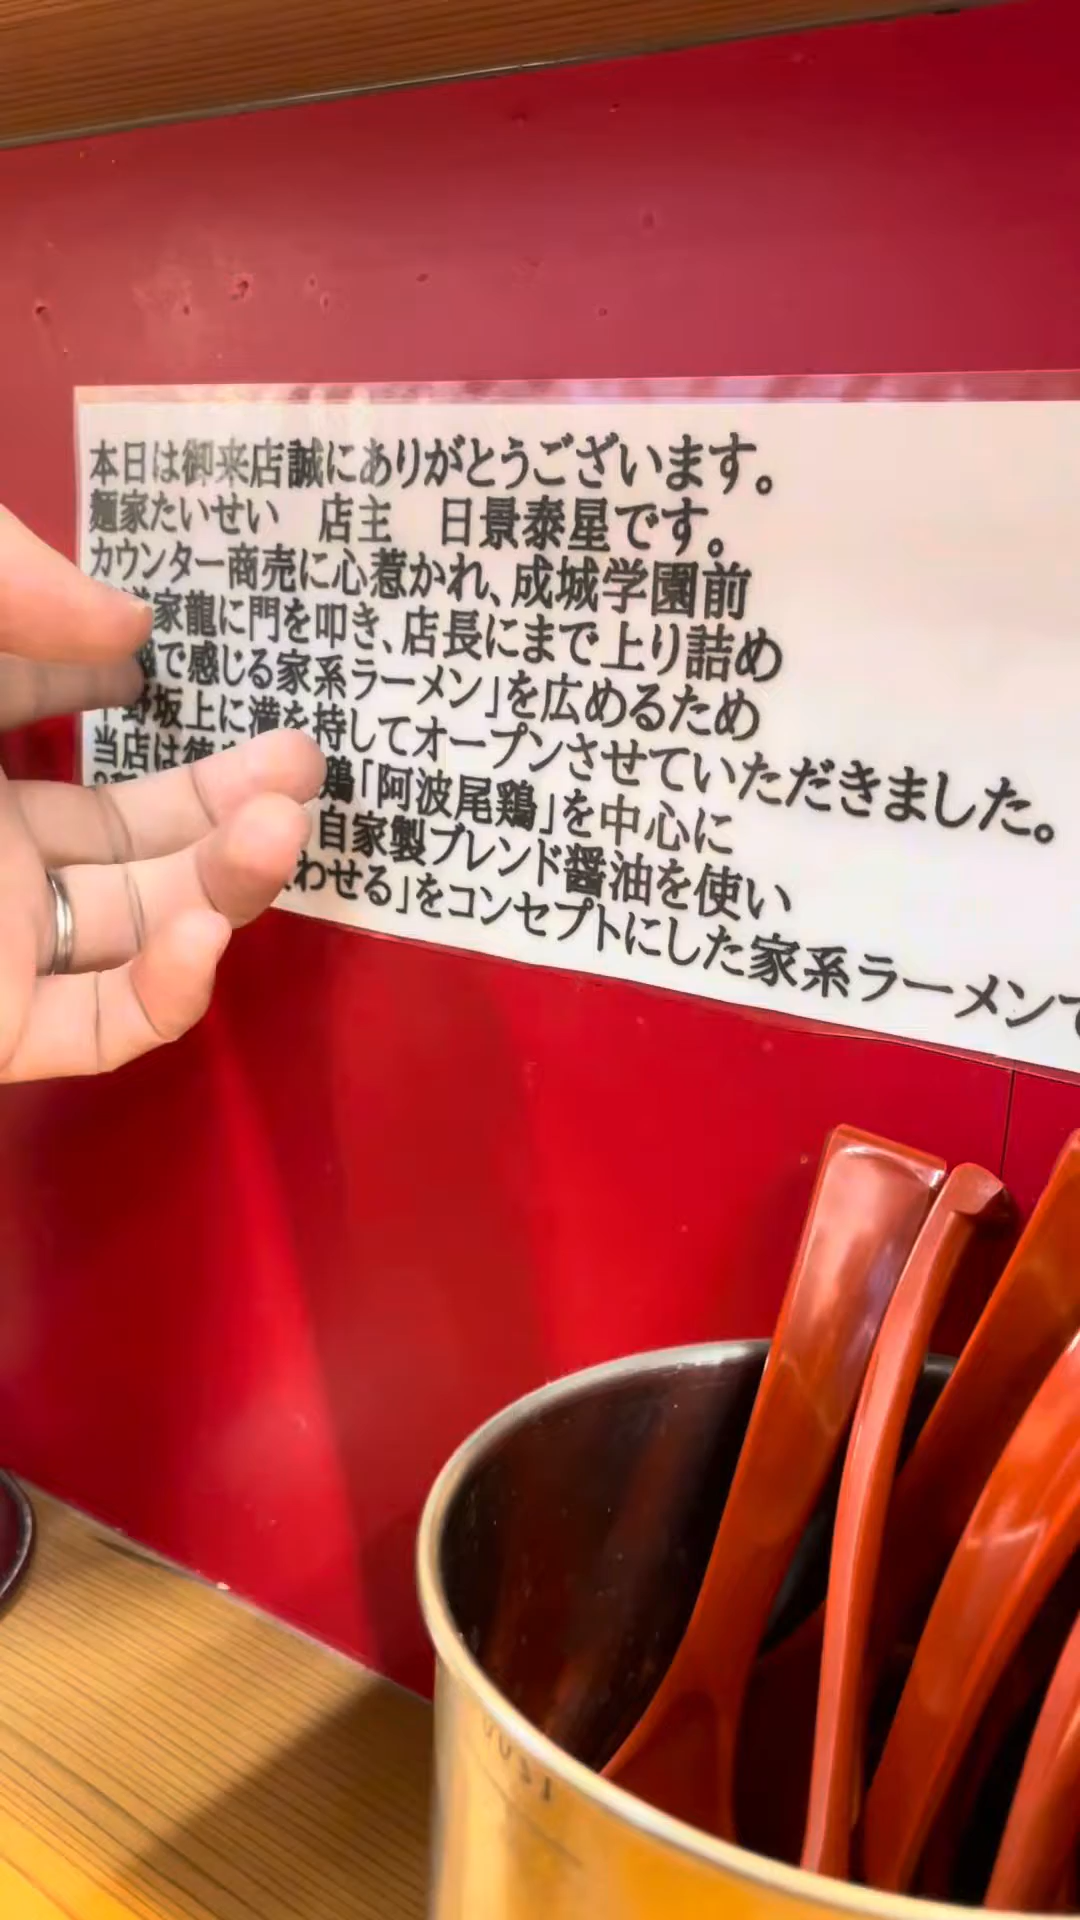 本日は御来店誠にありがとうございます。
麺家たいせい　店主　日景泰星です。
カウンター商売に心惹かれ、成城学園前
家龍に門を叩き、店長にまで上り詰め
で感じる家系ラーメン」を広めるため
野坂上に満を持してオープンさせていただきました。
当店は 鶏「阿波尾鶏」を中心に
自家製ブレンド醤油を使い
わせる」をコンセプトにした家系ラーメンで